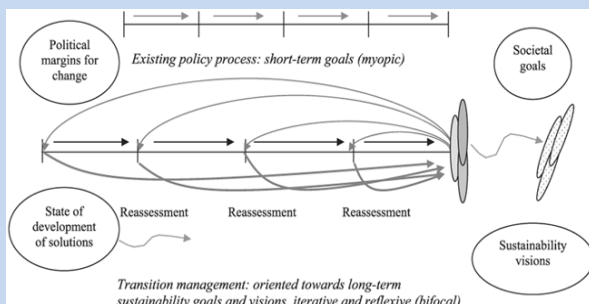 Political
margins for
change
Existing policy process: short-term goals (myopic)
Societal
goals
State of
development
of solutions
Reassessment
Reassessment
Reassessment
Sustainability
visions
Transition management: oriented towards long-term
sustainability goals and visions, iterative and reflexive (bifocal)